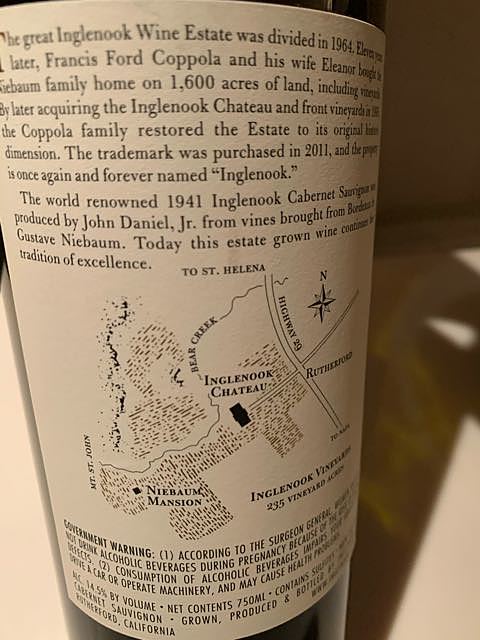 The great Inglenook Wine Estate was divided in 1964. Eleven years
later, Francis Ford Coppola and his wife Eleanor bought the
Niebaum family home on 1,600 acres of land, including vineyards.
By later acquiring the Inglenook Chateau and front vineyards in
the Coppola family restored the Estate to its original historic
dimension. The trademark was purchased in 2011, and the property
is once again and forever named “Inglenook.”
The world renowned 1941 Inglenook Cabernet Sauvignon was
produced by John Daniel, Jr. from vines brought from Bordeaux by
Gustave Niebaum. Today this estate grown wine continues
tradition of excellence.
TO ST. HELENA
N
HIGHWAY 29
BEAR CREEK
RUTHERFORD
INGLENOOK
CHATEAU
TO NAPA
MT. ST. JOHN
NIEBAUM
MANSION
INGLENOOK VINEYARDS
235 VINEYARD ACRES
GOVERNMENT WARNING: (1) ACCORDING TO THE SURGEON GENERAL, WOMEN
NOT DRINK ALCOHOLIC BEVERAGES DURING PREGNANCY BECAUSE OF THE
DEFECTS. (2) CONSUMPTION OF ALCOHOLIC BEVERAGES IMPAIRS YOUR
DRIVE A CAR OR OPERATE MACHINERY, AND MAY CAUSE HEALTH PROBLEMS.
ALC. 14.5% BY VOLUME • NET CONTENTS 750ML • CONTAINS
CABERNET SAUVIGNON • GROWN, PRODUCED & BOTTLED BY
RUTHERFORD, CALIFORNIA